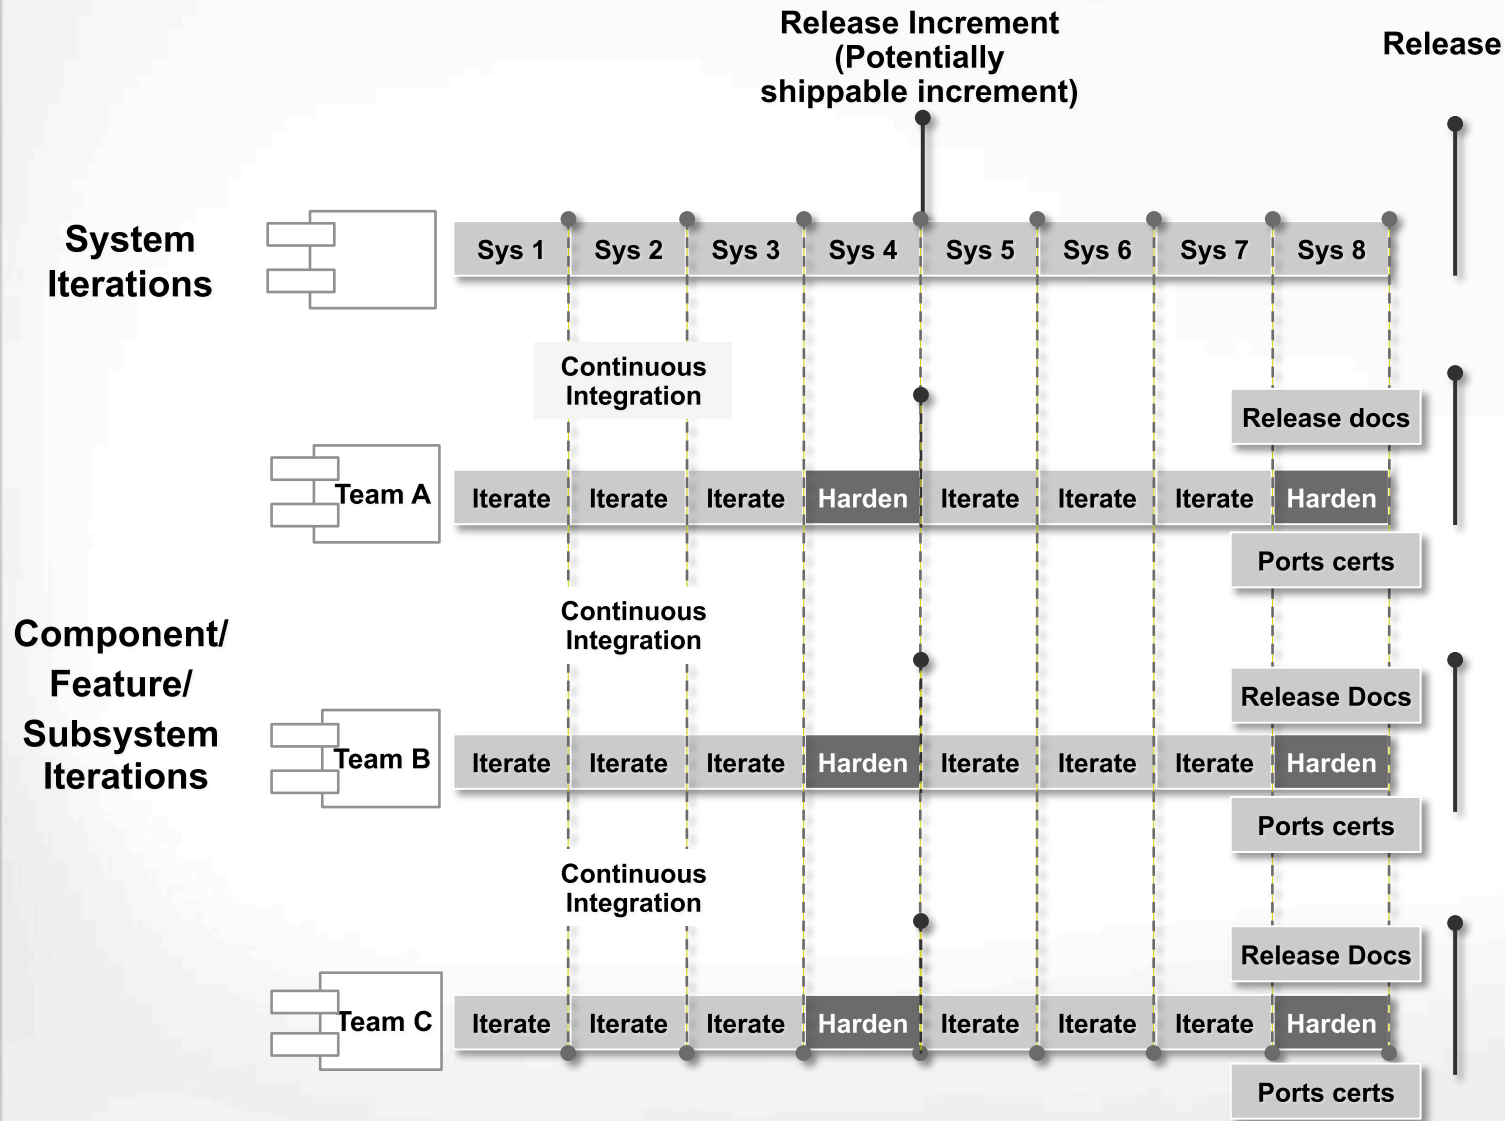 Release Increment
(Potentially
shippable increment)
Release
System
Iterations
Sys 1 Sys 2 Sys 3 Sys 4 Sys 5 Sys 6 Sys 7 Sys 8
Continuous
Integration
Release docs
Team A
Iterate Iterate Iterate Harden Iterate Iterate Iterate Harden
Ports certs
Continuous
Integration
Component/
Feature/
Subsystem
Iterations
Release Docs
Team B
Iterate Iterate Iterate Harden Iterate Iterate Iterate Harden
Ports certs
Continuous
Integration
Release Docs
Team C
Iterate Iterate Iterate Harden Iterate Iterate Iterate Harden
Ports certs